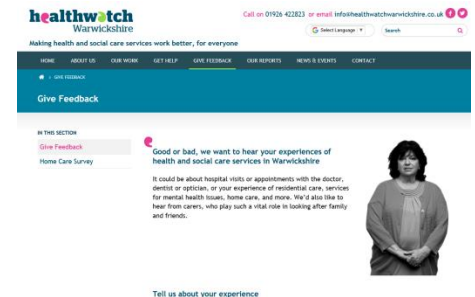 healthwatch
Warwickshire
Call on 01926 422823 or email info@healthwatchwarwickshire.co.uk
Select Language ▼
Search
Making health and social care services work better, for everyone
HOME ABOUT US OUR WORK GET HELP GIVE FEEDBACK OUR REPORTS NEWS & EVENTS CONTACT
> GIVE FEEDBACK
Give Feedback
IN THIS SECTION
Give Feedback
Home Care Survey
Good or bad, we want to hear your experiences of
health and social care services in Warwickshire
It could be about hospital visits or appointments with the doctor,
dentist or optician, or your experience of residential care, services
for mental health issues, home care, and more. We'd also like to
hear from carers, who play such a vital role in looking after family
and friends.
Tell us about your experience